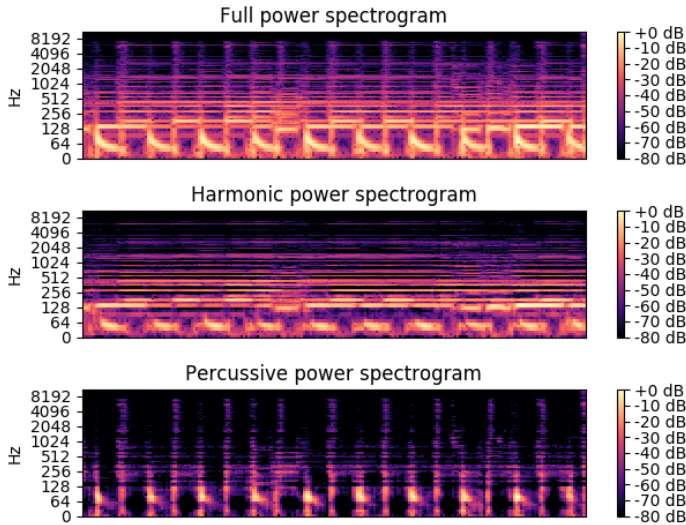 Full power spectrogram
Hz
8192
4096
2048
1024
512
256
128
64
0
+0 dB
-10 dB
-20 dB
-30 dB
-40 dB
-50 dB
-60 dB
-70 dB
-80 dB
Harmonic power spectrogram
Hz
8192
4096
2048
1024
512
256
128
64
0
+0 dB
-10 dB
-20 dB
-30 dB
-40 dB
-50 dB
-60 dB
-70 dB
-80 dB
Percussive power spectrogram
Hz
8192
4096
2048
1024
512
256
128
64
0
+0 dB
-10 dB
-20 dB
-30 dB
-40 dB
-50 dB
-60 dB
-70 dB
-80 dB